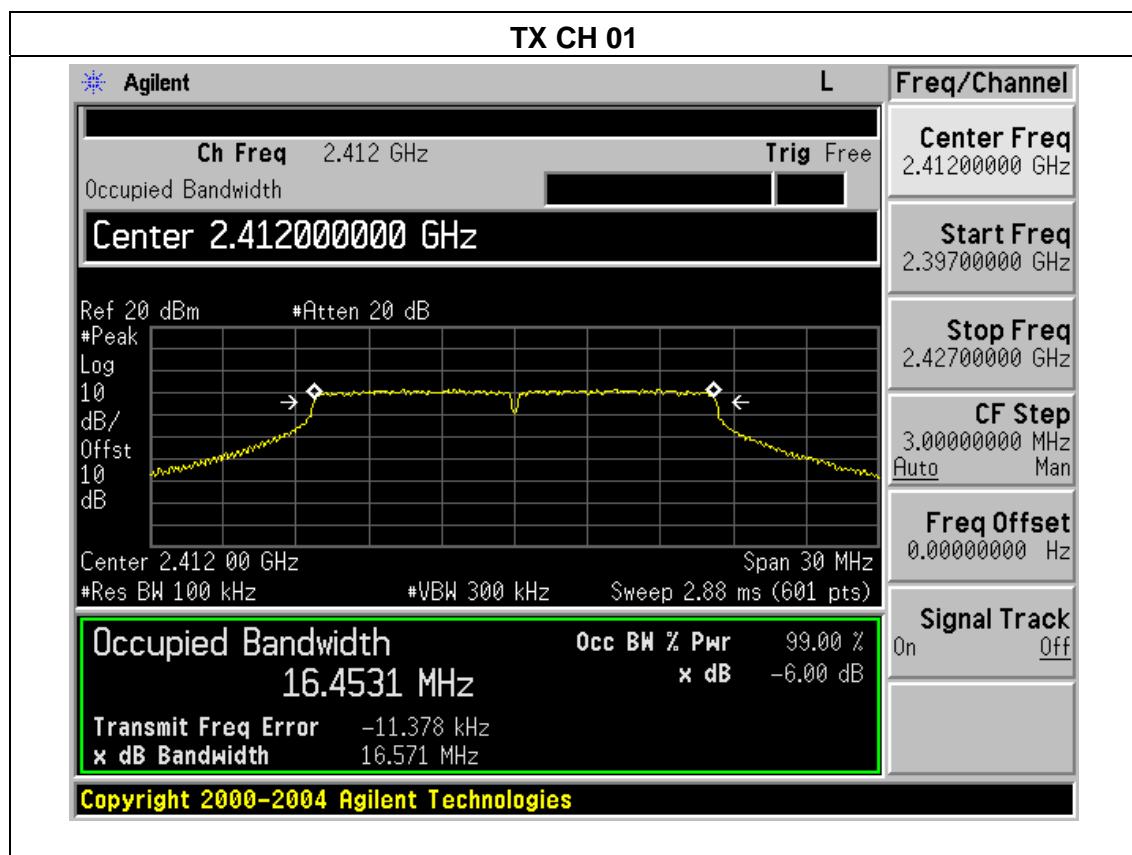 TX CH 01
Agilent L
Ch Freq 2.412 GHz Trig Free
Occupied Bandwidth
Center 2.412000000 GHz
Ref 20 dBm #Atten 20 dB
#Peak
Log
10
dB/
Offst
10
dB
Center 2.412 00 GHz Span 30 MHz
#Res BW 100 kHz #VBW 300 kHz Sweep 2.88 ms (601 pts)
Occupied Bandwidth Occ BW % Pwr 99.00 %
16.4531 MHz x dB -6.00 dB
Transmit Freq Error -11.378 kHz
x dB Bandwidth 16.571 MHz
Copyright 2000-2004 Agilent Technologies
Freq/Channel
Center Freq
2.41200000 GHz
Start Freq
2.39700000 GHz
Stop Freq
2.42700000 GHz
CF Step
3.00000000 MHz
Auto Man
Freq Offset
0.00000000 Hz
Signal Track
On Off